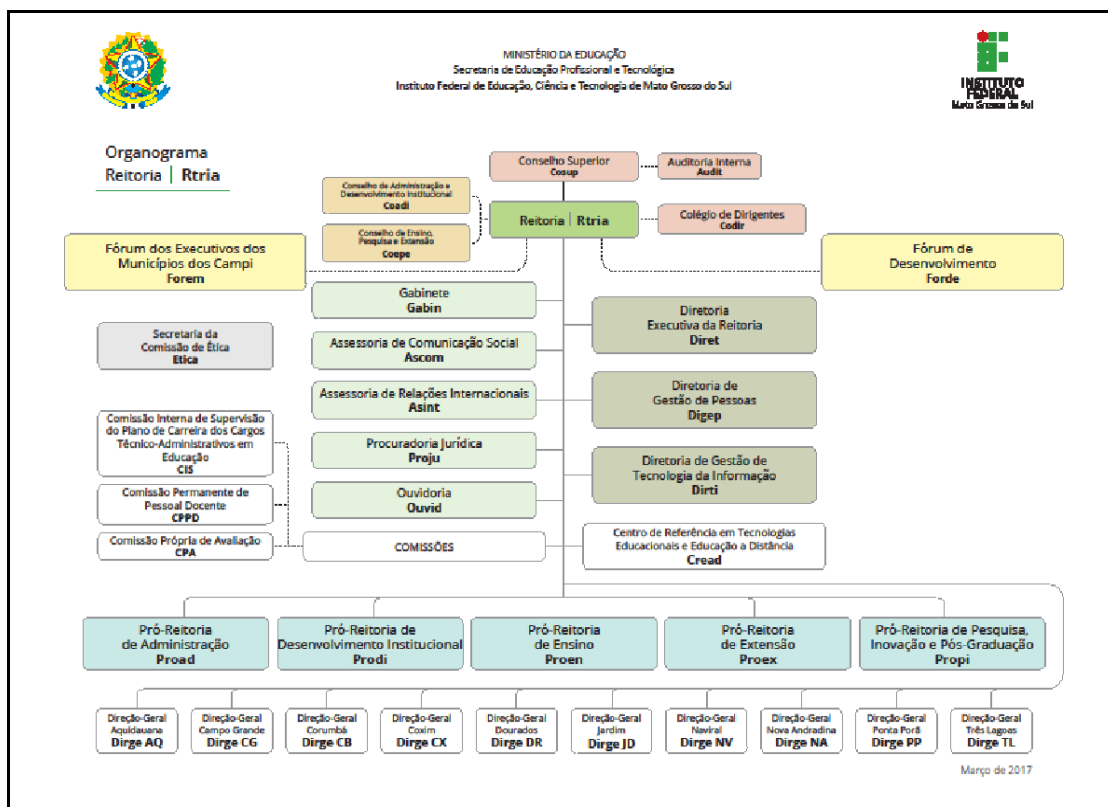 MINISTÉRIO DA EDUCAÇÃO
Secretaria de Educação Profissional e Tecnológica
Instituto Federal de Educação, Ciência e Tecnologia de Mato Grosso do Sul
INSTITUTO
FEDERAL
Mato Grosso do Sul
Organograma
Reitoria | Rtria
Conselho Superior
Cosup
Auditoria Interna
Audit
Conselho de Administração e
Desenvolvimento Institucional
Coadi
Reitoria | Rtria
Colégio de Dirigentes
Codir
Conselho de Ensino,
Pesquisa e Extensão
Coepe
Fórum dos Executivos dos
Municípios dos Campi
Forem
Fórum de
Desenvolvimento
Forde
Gabinete
Gabin
Diretoria
Executiva da Reitoria
Diret
Secretaria da
Comissão de Ética
Etica
Assessoria de Comunicação Social
Ascom
Assessoria de Relações Internacionais
Asint
Diretoria de
Gestão de Pessoas
Digep
Comissão Interna de Supervisão
do Plano de Carreira dos Cargos
Técnico-Administrativos em
Educação
CIS
Procuradoria Jurídica
Proju
Diretoria de Gestão de
Tecnologia da Informação
Dirti
Comissão Permanente de
Pessoal Docente
CPPD
Ouvidoria
Ouvid
Comissão Própria de Avaliação
CPA
COMISSÕES
Centro de Referência em Tecnologias
Educacionais e Educação a Distância
Cread
Pró-Reitoria
de Administração
Proad
Pró-Reitoria de
Desenvolvimento Institucional
Prodi
Pró-Reitoria
de Ensino
Proen
Pró-Reitoria
de Extensão
Proex
Pró-Reitoria de Pesquisa,
Inovação e Pós-Graduação
Propi
Direção-Geral
Aquidauana
Dirge AQ
Direção-Geral
Campo Grande
Dirge CG
Direção-Geral
Corumbá
Dirge CB
Direção-Geral
Coxim
Dirge CX
Direção-Geral
Dourados
Dirge DR
Direção-Geral
Jardim
Dirge JD
Direção-Geral
Naviraí
Dirge NV
Direção-Geral
Nova Andradina
Dirge NA
Direção-Geral
Ponta Porã
Dirge PP
Direção-Geral
Três Lagoas
Dirge TL
Março de 2017